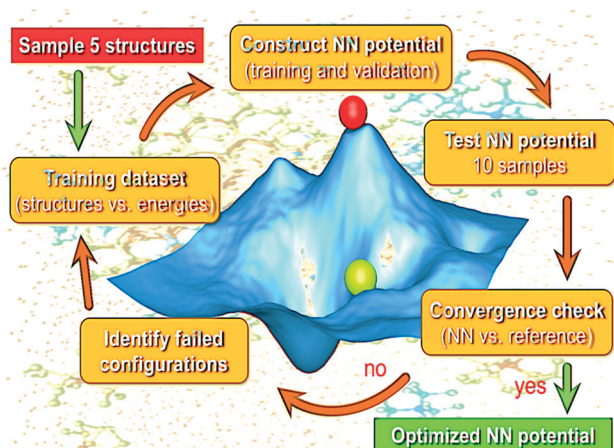 Sample 5 structures
Construct NN potential
(training and validation)
Test NN potential
10 samples
Training dataset
(structures vs. energies)
Convergence check
(NN vs. reference)
Identify failed
configurations
no
yes
Optimized NN potential